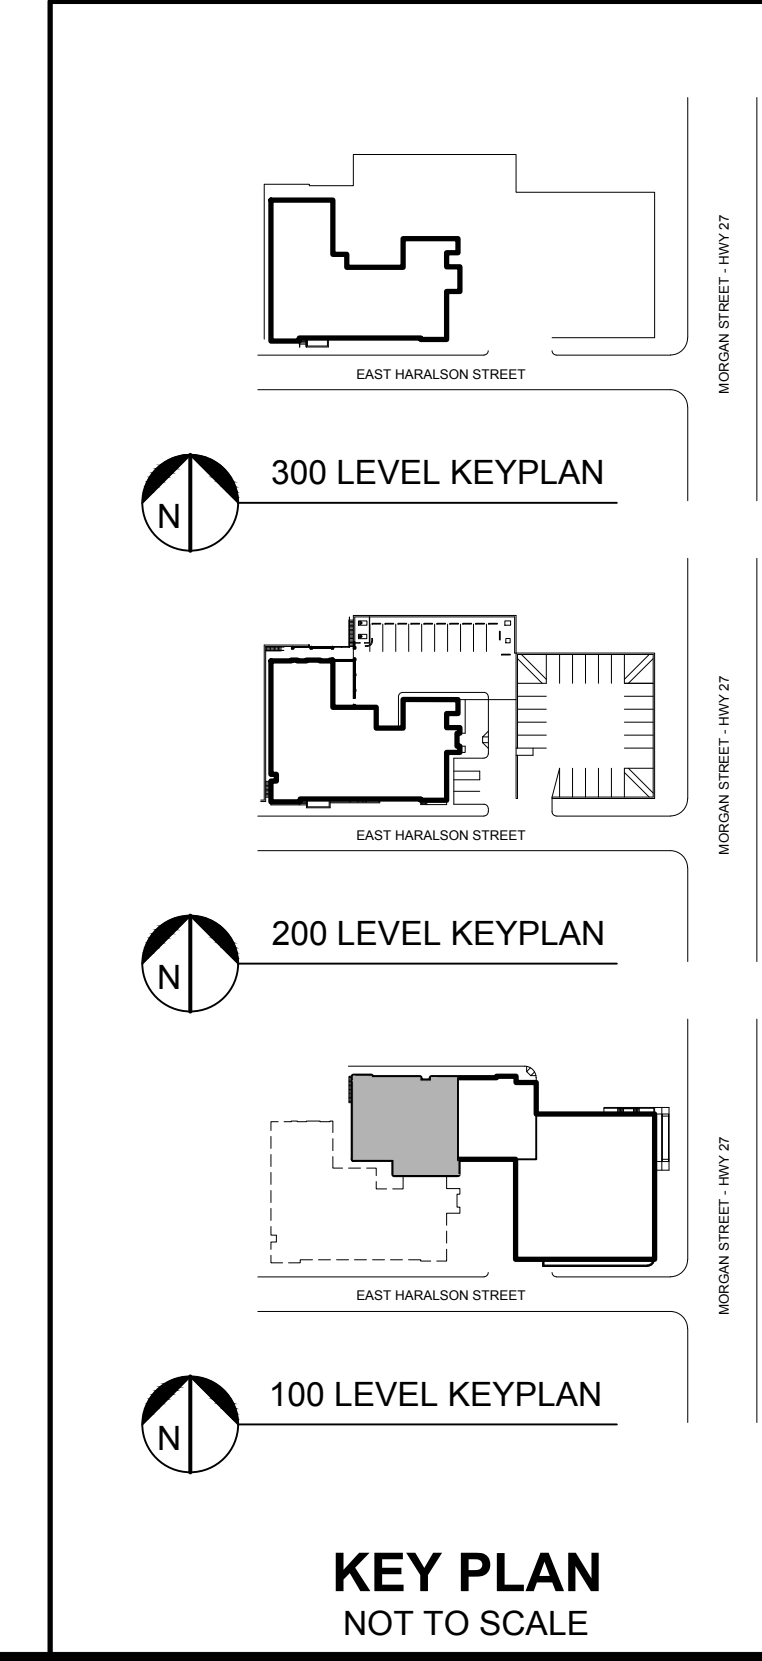 MORGAN STREET - HWY 27
EAST HARALSON STREET
300 LEVEL KEYPLAN
N
MORGAN STREET - HWY 27
EAST HARALSON STREET
200 LEVEL KEYPLAN
N
MORGAN STREET - HWY 27
EAST HARALSON STREET
100 LEVEL KEYPLAN
N
KEY PLAN
NOT TO SCALE